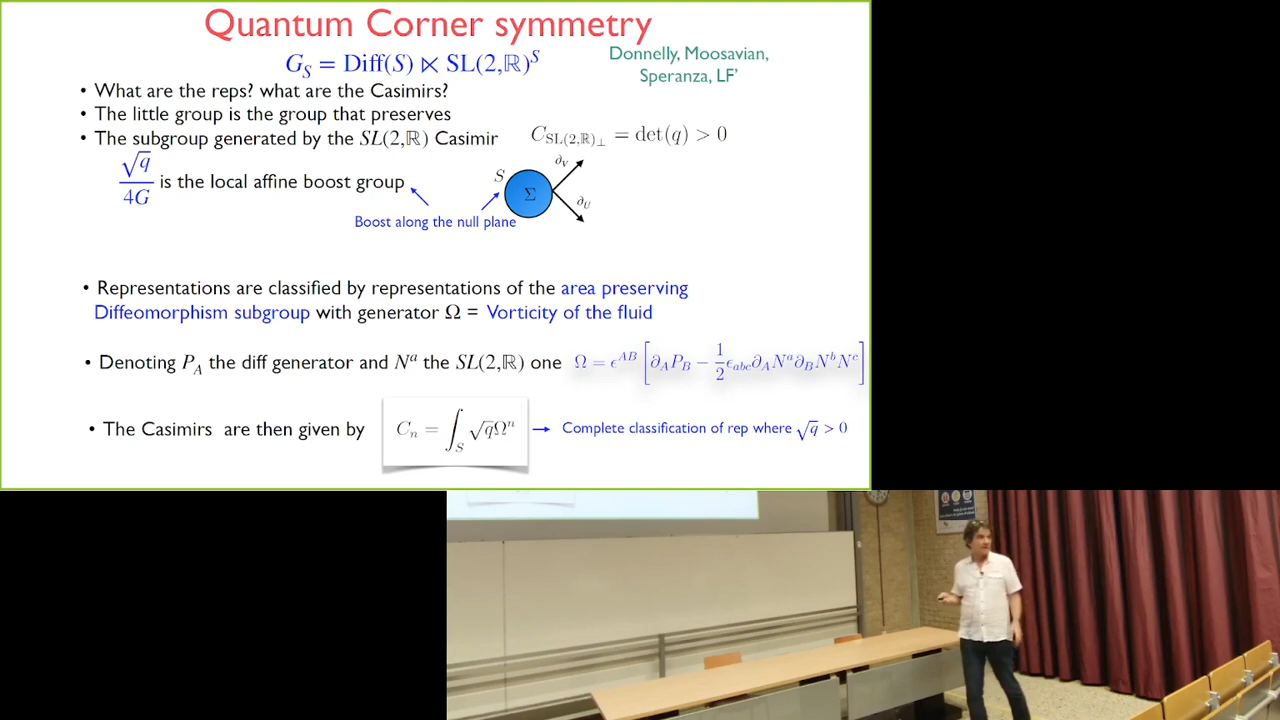 Quantum Corner symmetry
G_S = Diff(S) ⋉ SL(2,ℝ)^S
Donnelly, Moosavian,
Speranza, LF'
• What are the reps? what are the Casimirs?
• The little group is the group that preserves
• The subgroup generated by the SL(2,ℝ) Casimir
C_{SL(2,ℝ)_⊥} = det(q) > 0
√q/4G is the local affine boost group
S
Σ
∂_V
∂_U
Boost along the null plane
• Representations are classified by representations of the area preserving
Diffeomorphism subgroup with generator Ω = Vorticity of the fluid
• Denoting P_A the diff generator and N^a the SL(2,ℝ) one Ω = ϵ^{AB} [∂_A P_B − 1/2 ϵ_{abc} ∂_A N^a ∂_B N^b N^c]
• The Casimirs are then given by C_n = ∫_S √q Ω^n → Complete classification of rep where √q > 0